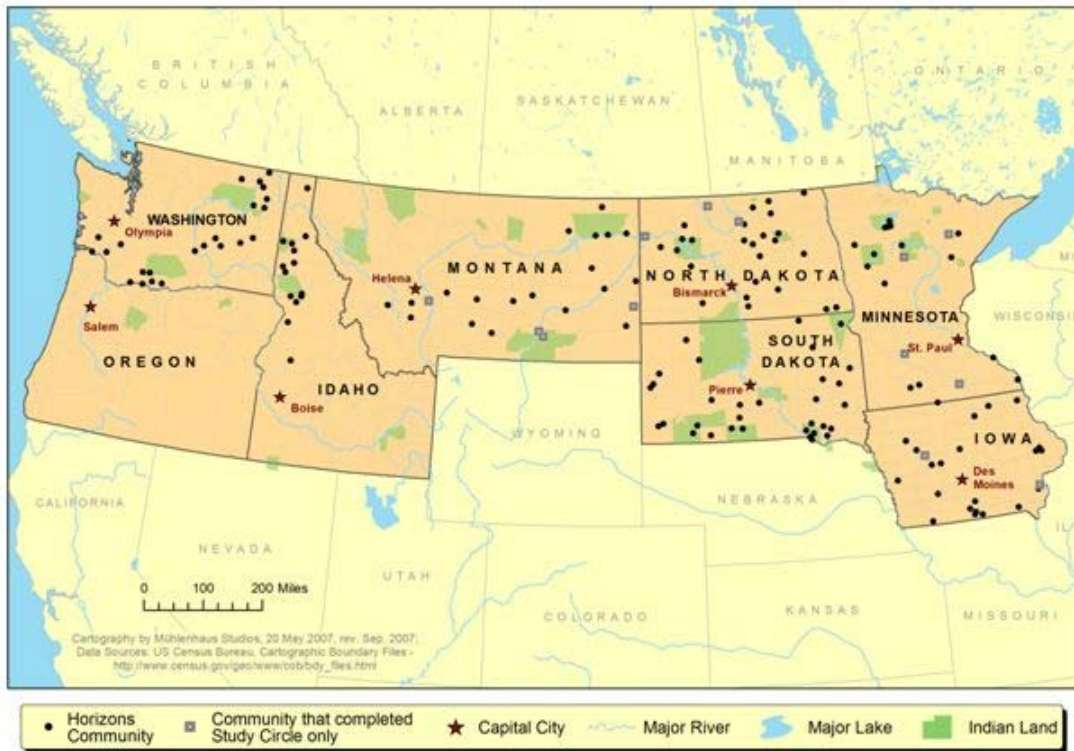 BRITISH
COLUMBIA
ALBERTA
SASKATCHEWAN
MANITOBA
ONTARIO
WASHINGTON
Olympia
Salem
OREGON
IDAHO
Boise
Helena
MONTANA
NORTH DAKOTA
Bismarck
SOUTH
DAKOTA
Pierre
MINNESOTA
St. Paul
WISCONSIN
IOWA
Des
Moines
WYOMING
NEBRASKA
CALIFORNIA
NEVADA
UTAH
COLORADO
KANSAS
MISSOURI
0 100 200 Miles
Cartography by Mühlenhaus Studios, 20 May 2007, rev. Sep. 2007;
Data Sources: US Census Bureau, Cartographic Boundary Files -
http://www.census.gov/geo/www/cob/bdy_files.html
Horizons
Community
Community that completed
Study Circle only
Capital City
Major River
Major Lake
Indian Land